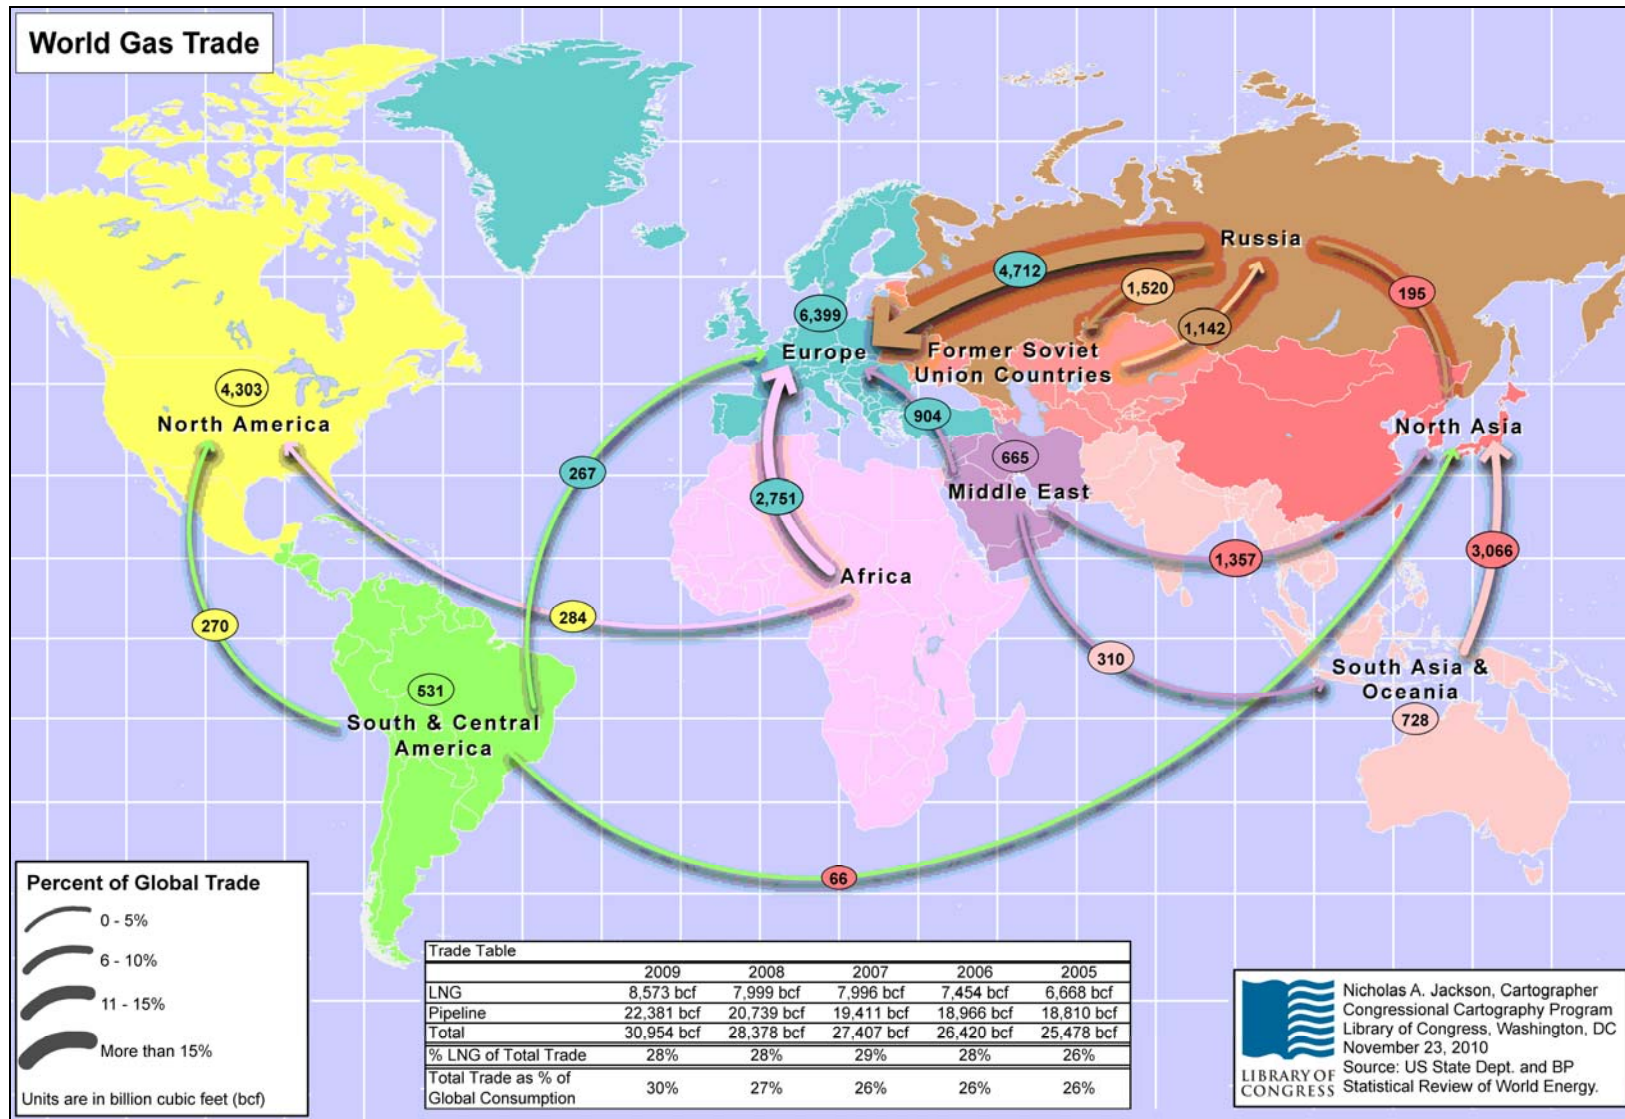 World Gas Trade
Russia
4,712
1,520
195
6,399
1,142
Europe
Former Soviet
Union Countries
4,303
North America
904
North Asia
267
665
Middle East
2,751
1,357
3,066
Africa
284
270
310
South Asia &
Oceania
531
728
South & Central
America
66
Percent of Global Trade
0 - 5%
6 - 10%
11 - 15%
More than 15%
Units are in billion cubic feet (bcf)
Trade Table
2009 2008 2007 2006 2005
LNG 8,573 bcf 7,999 bcf 7,996 bcf 7,454 bcf 6,668 bcf
Pipeline 22,381 bcf 20,739 bcf 19,411 bcf 18,966 bcf 18,810 bcf
Total 30,954 bcf 28,378 bcf 27,407 bcf 26,420 bcf 25,478 bcf
% LNG of Total Trade 28% 28% 29% 28% 26%
Total Trade as % of
Global Consumption 30% 27% 26% 26% 26%
LIBRARY OF
CONGRESS
Nicholas A. Jackson, Cartographer
Congressional Cartography Program
Library of Congress, Washington, DC
November 23, 2010
Source: US State Dept. and BP
Statistical Review of World Energy.